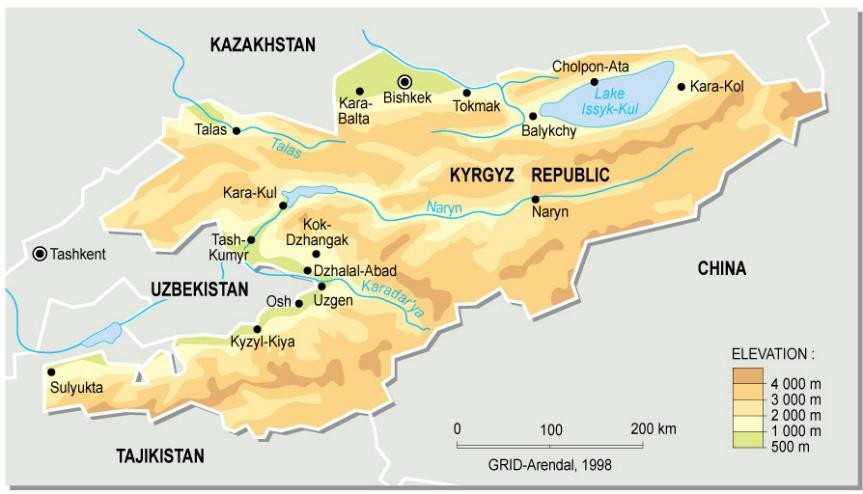 KAZAKHSTAN
Cholpon-Ata
Bishkek
Kara-
Balta
Tokmak
Lake
Issyk-Kul
Kara-Kol
Balykchy
Talas
Talas
KYRGYZ REPUBLIC
Kara-Kul
Naryn
Naryn
Kok-
Dzhangak
Tash-
Kumyr
Tashkent
Dzhalal-Abad
CHINA
UZBEKISTAN
Karadar'ya
Osh
Uzgen
Kyzyl-Kiya
Sulyukta
TAJIKISTAN
ELEVATION :
4 000 m
3 000 m
2 000 m
1 000 m
500 m
0 100 200 km
GRID-Arendal, 1998